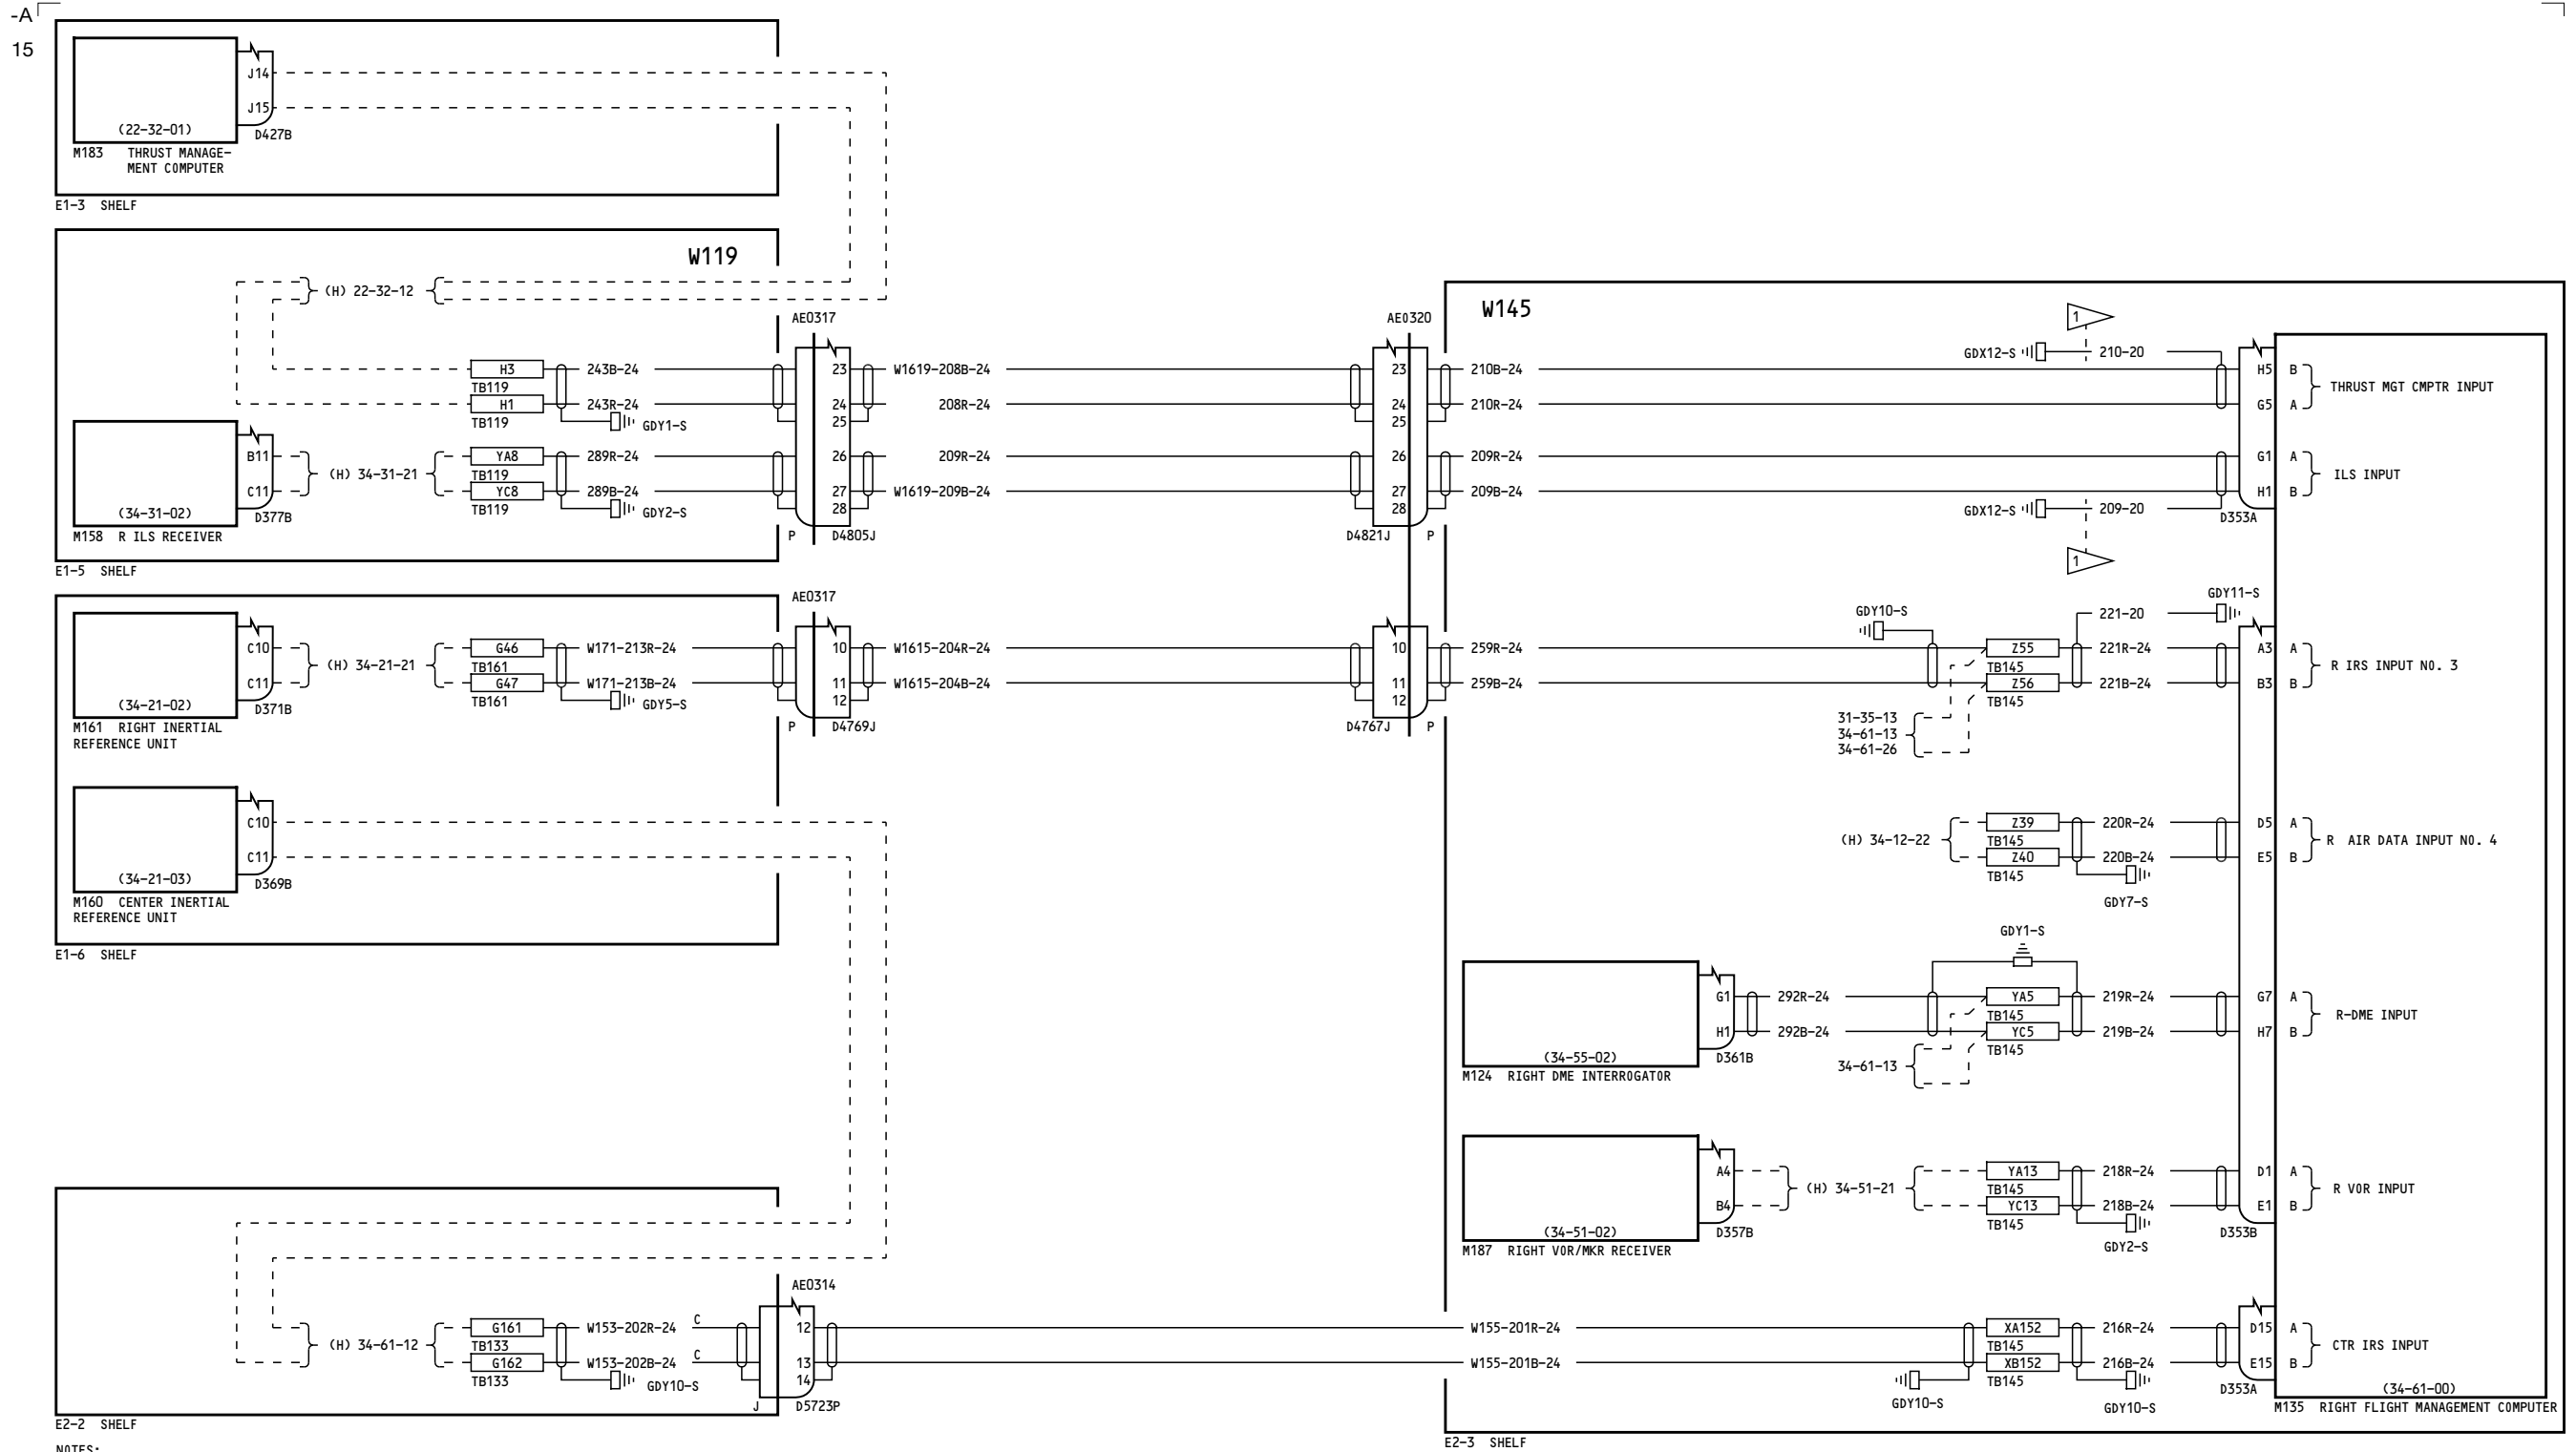 -A
15
J14
J15
(22-32-01)
D427B
M183 THRUST MANAGE-
MENT COMPUTER
E1-3 SHELF
W119
(H) 22-32-12
AE0317
H3
TB119
243B-24
H1
TB119
243R-24
GDY1-S
23
24
25
W1619-208B-24
208R-24
B11
C11
(34-31-02)
D377B
M158 R ILS RECEIVER
(H) 34-31-21
YA8
TB119
289R-24
YC8
TB119
289B-24
GDY2-S
26
27
28
209R-24
W1619-209B-24
P D4805J
E1-5 SHELF
AE0320
23
24
25
26
27
28
D4821J P
W145
210B-24
210R-24
209R-24
209B-24
1
GDX12-S
210-20
H5 B
G5 A
THRUST MGT CMPTR INPUT
G1 A
H1 B
ILS INPUT
GDX12-S
209-20
D353A
1
C10
C11
(34-21-02)
D371B
M161 RIGHT INERTIAL
REFERENCE UNIT
(H) 34-21-21
G46
TB161
W171-213R-24
G47
TB161
W171-213B-24
GDY5-S
AE0317
10
11
12
P D4769J
W1615-204R-24
W1615-204B-24
10
11
12
D4767J P
259R-24
259B-24
GDY10-S
Z55
TB145
Z56
TB145
31-35-13
34-61-13
34-61-26
221-20
GDY11-S
221R-24
221B-24
A3 A
B3 B
R IRS INPUT NO. 3
C10
C11
(34-21-03)
D369B
M160 CENTER INERTIAL
REFERENCE UNIT
E1-6 SHELF
(H) 34-12-22
Z39
TB145
220R-24
Z40
TB145
220B-24
GDY7-S
D5 A
E5 B
R AIR DATA INPUT NO. 4
G1
H1
(34-55-02)
D361B
M124 RIGHT DME INTERROGATOR
292R-24
292B-24
GDY1-S
YA5
TB145
YC5
TB145
34-61-13
219R-24
219B-24
G7 A
H7 B
R-DME INPUT
A4
B4
(34-51-02)
D357B
M187 RIGHT VOR/MKR RECEIVER
(H) 34-51-21
YA13
TB145
218R-24
YC13
TB145
218B-24
GDY2-S
D1 A
E1 B
R VOR INPUT
D353B
(H) 34-61-12
G161
TB133
W153-202R-24
C
G162
TB133
W153-202B-24
C
GDY10-S
AE0314
12
13
14
J D5723P
E2-2 SHELF
W155-201R-24
W155-201B-24
GDY10-S
XA152
TB145
216R-24
XB152
TB145
216B-24
GDY10-S
D15 A
E15 B
CTR IRS INPUT
D353A
(34-61-00)
M135 RIGHT FLIGHT MANAGEMENT COMPUTER
E2-3 SHELF
NOTES: